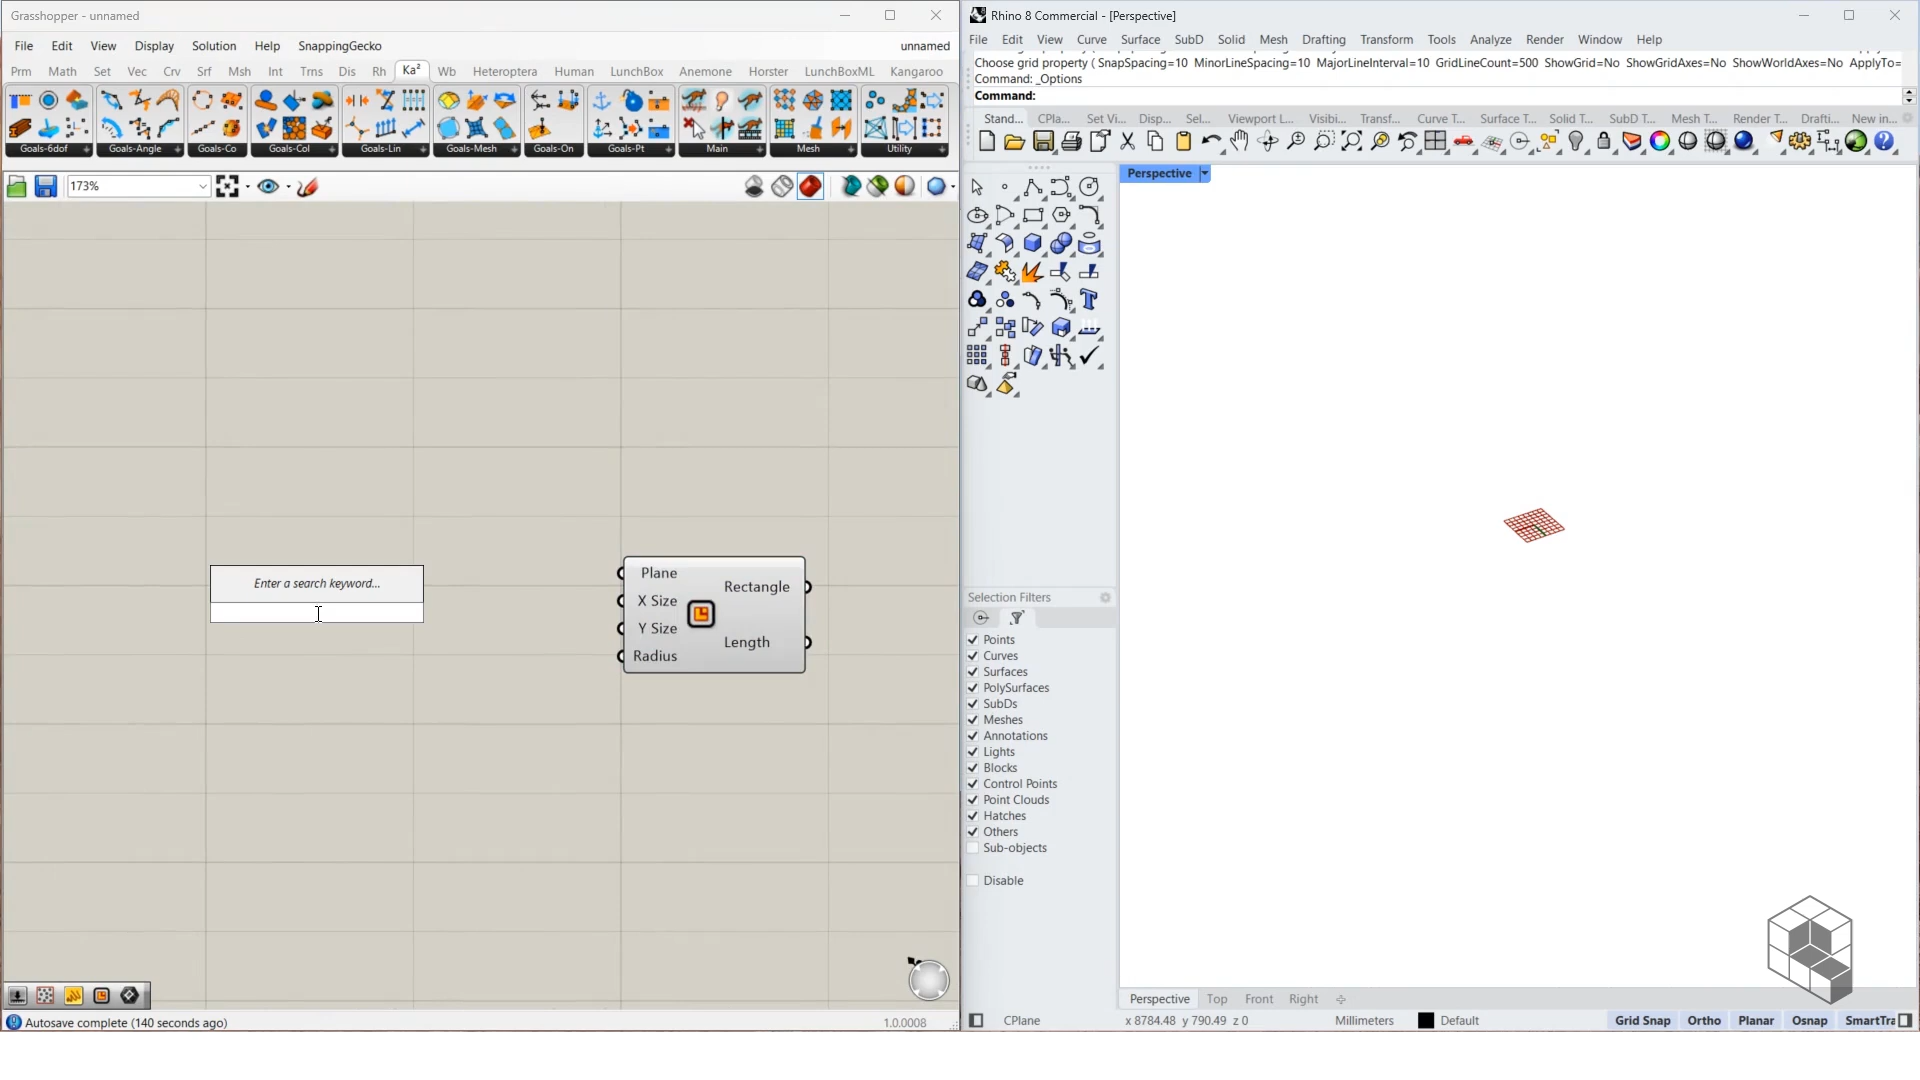 Grasshopper - unnamed
File Edit View Display Solution Help SnappingGecko unnamed
Prm Math Set Vec Crv Srf Msh Int Trns Dis Rh Ka² Wb Heteroptera Human LunchBox Anemone Horster LunchBoxML Kangaroo
Goals-6dof Goals-Angle Goals-Co Goals-Col Goals-Lin Goals-Mesh Goals-On Goals-Pt Main Mesh Utility
173%
Enter a search keyword...
Plane
X Size
Y Size
Radius
Rectangle
Length
Autosave complete (140 seconds ago)
1.0.0008
Rhino 8 Commercial - [Perspective]
File Edit View Curve Surface SubD Solid Mesh Drafting Transform Tools Analyze Render Window Help
Choose grid property ( SnapSpacing=10 MinorLineSpacing=10 MajorLineInterval=10 GridLineCount=500 ShowGrid=No ShowGridAxes=No ShowWorldAxes=No ApplyTo=
Command: _Options
Command:
Stand... CPla... Set Vi... Disp... Sel... Viewport L... Visibi... Transf... Curve T... Surface T... Solid T... SubD T... Mesh T... Render T... Drafti... New in...
Perspective
Selection Filters
Points
Curves
Surfaces
PolySurfaces
SubDs
Meshes
Annotations
Lights
Blocks
Control Points
Point Clouds
Hatches
Others
Sub-objects
Disable
Perspective Top Front Right
CPlane x 8784.48 y 790.49 z 0 Millimeters Default Grid Snap Ortho Planar Osnap SmartTra